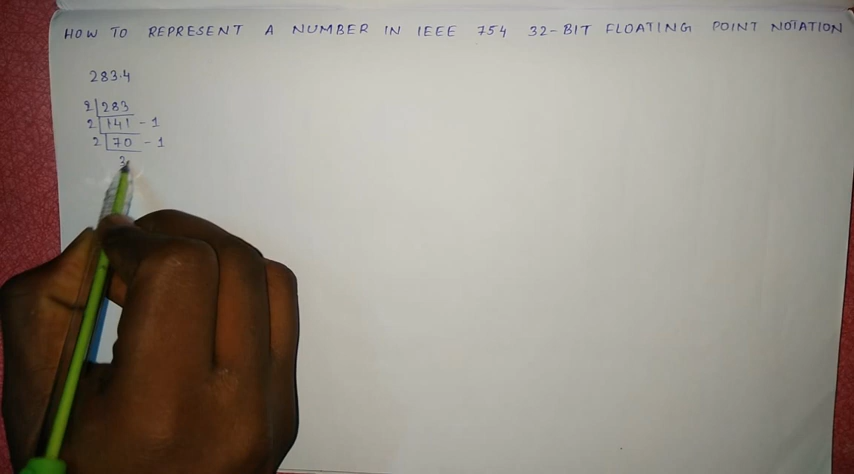 HOW TO REPRESENT A NUMBER IN IEEE 754 32-BIT FLOATING POINT NOTATION
283.4
2 283
2 141 - 1
2 70 - 1
3